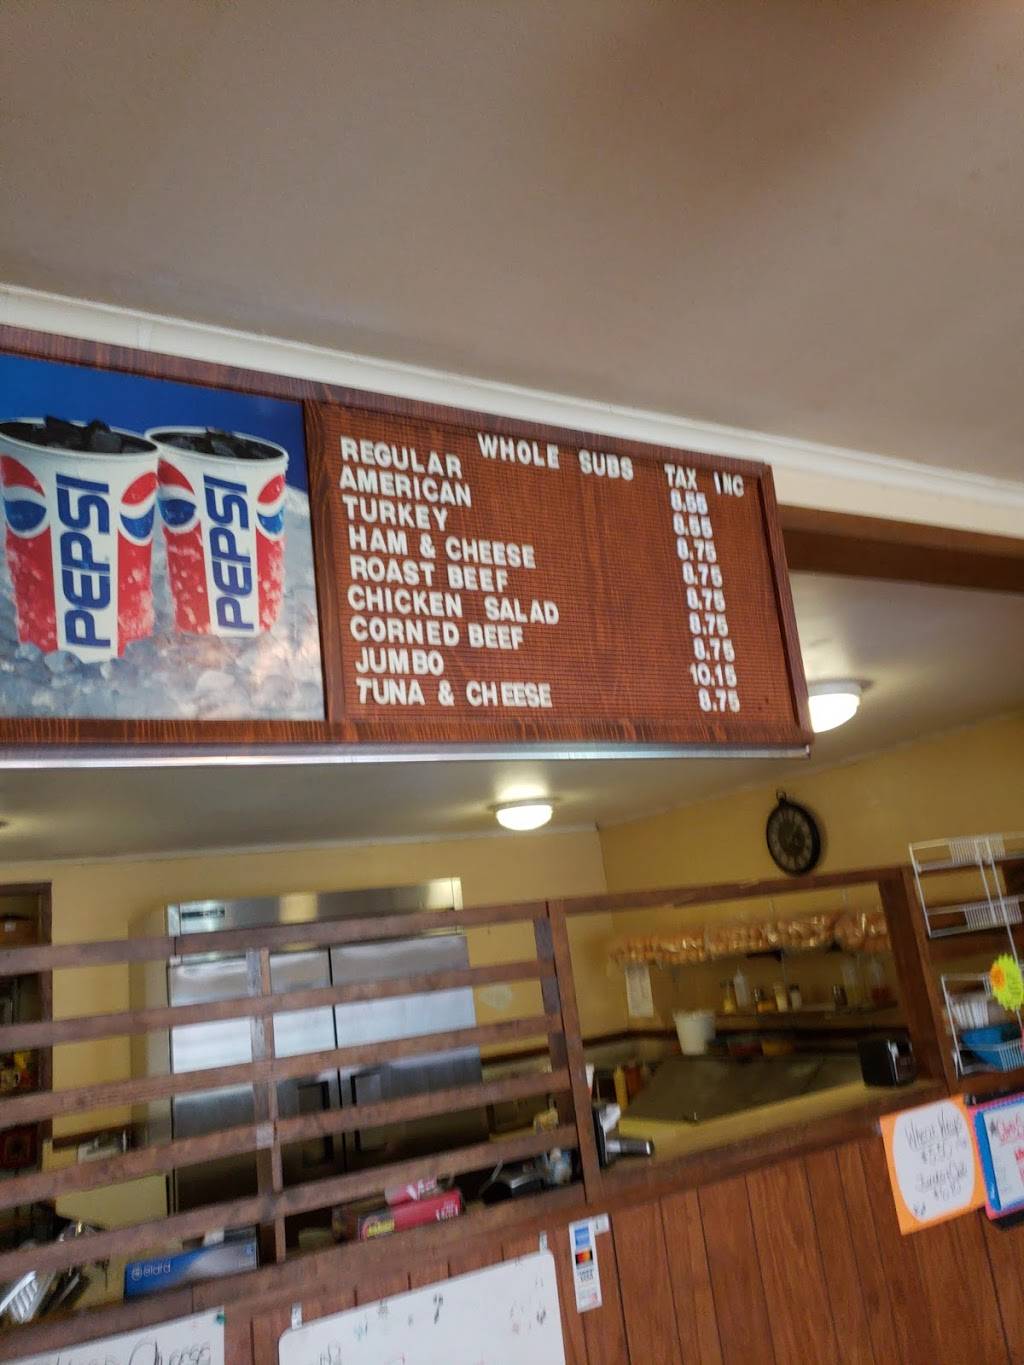 WHOLE SUBS TAX INC
REGULAR 8.55
AMERICAN 8.55
TURKEY 8.75
HAM & CHEESE 8.75
ROAST BEEF 8.75
CHICKEN SALAD 8.75
CORNED BEEF 8.75
JUMBO 10.15
TUNA & CHEESE 8.75
PEPSI
PEPSI
Cheese